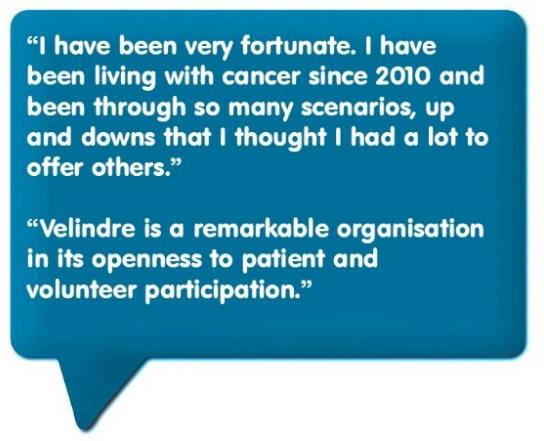 “I have been very fortunate. I have
been living with cancer since 2010 and
been through so many scenarios, up
and downs that I thought I had a lot to
offer others.”
“Velindre is a remarkable organisation
in its openness to patient and
volunteer participation.”